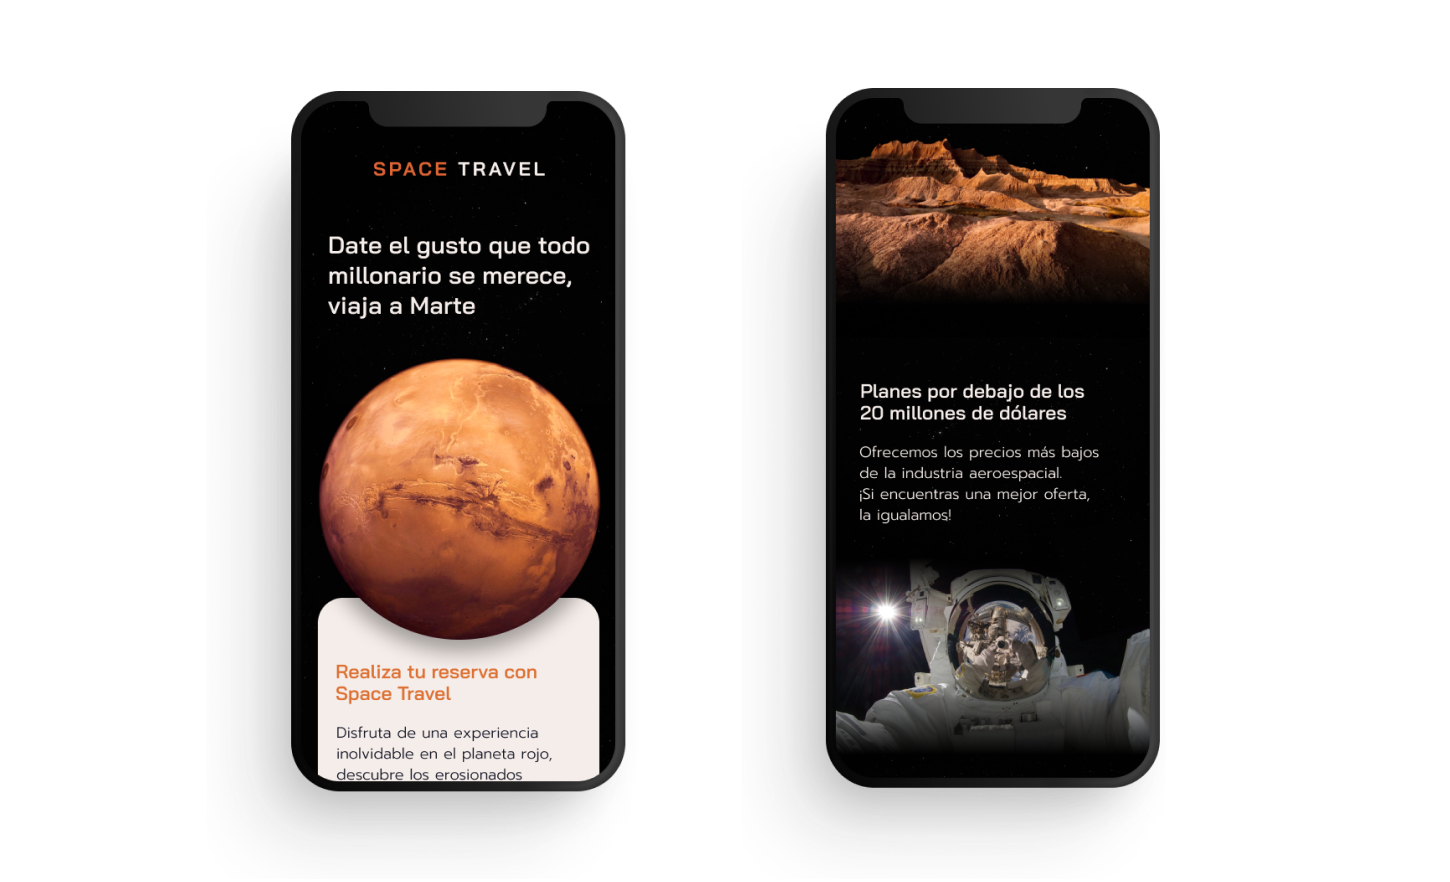 SPACE TRAVEL
Date el gusto que todo
millonario se merece,
viaja a Marte
Realiza tu reserva con
Space Travel
Disfruta de una experiencia
inolvidable en el planeta rojo,
descubre los erosionados
Planes por debajo de los
20 millones de dólares
Ofrecemos los precios más bajos
de la industria aeroespacial.
¡Si encuentras una mejor oferta,
la igualamos!